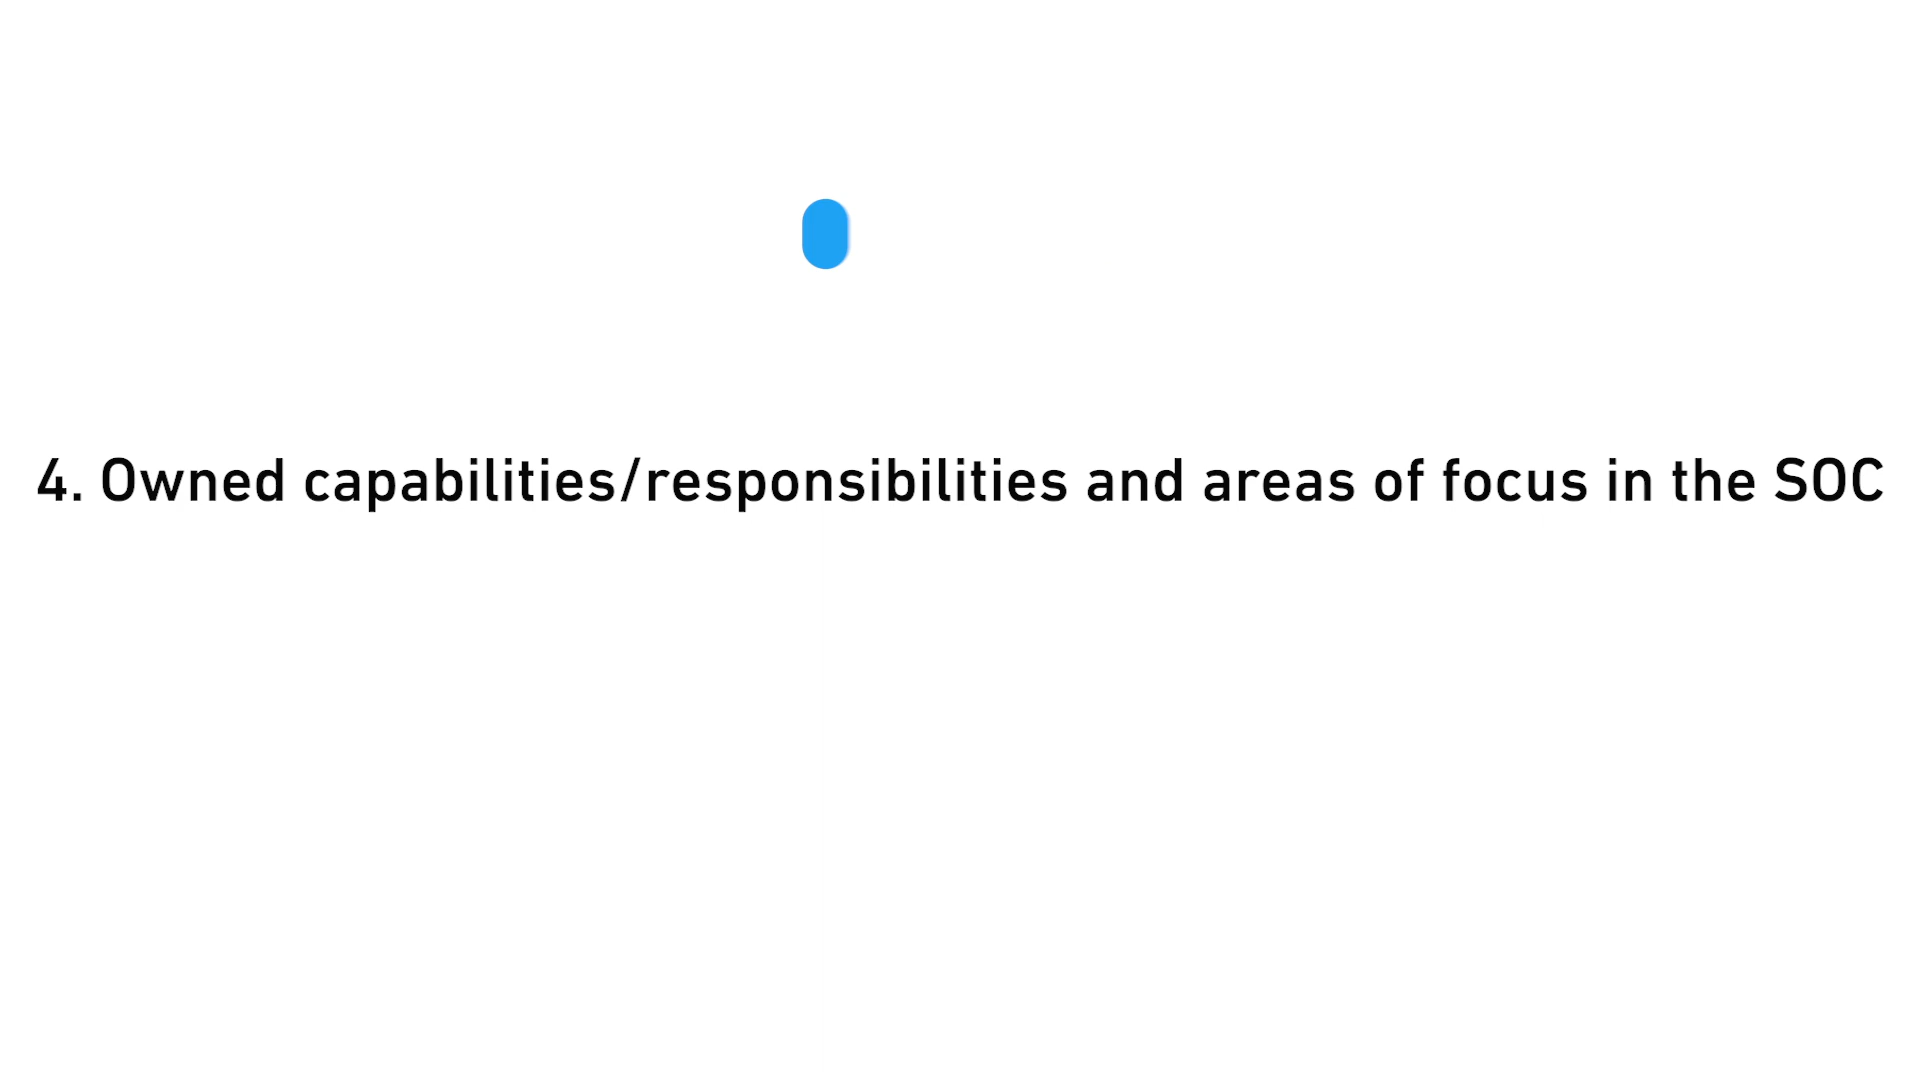 4. Owned capabilities/responsibilities and areas of focus in the SOC